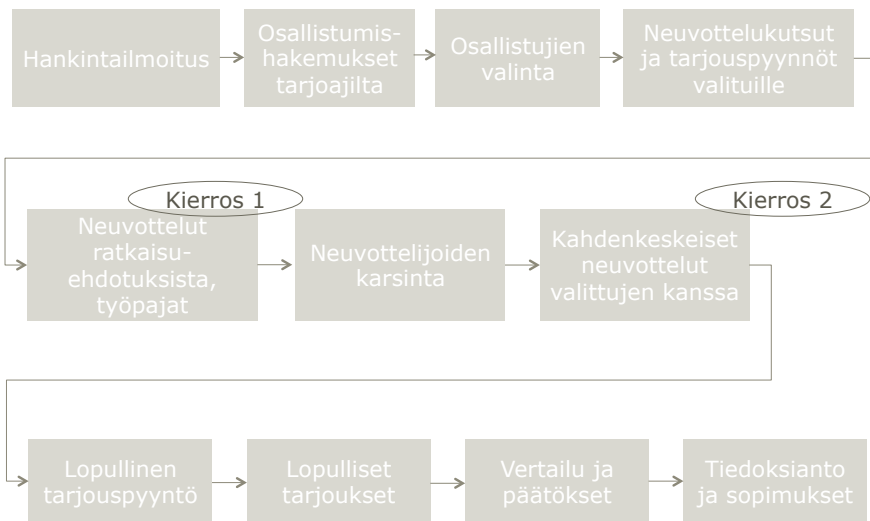 Hankintailmoitus
Osallistumis-
hakemukset
tarjoajilta
Osallistujien
valinta
Neuvottelukutsut
ja tarjouspyynnöt
valituille
Kierros 1
Neuvottelut
ratkaisu-
ehdotuksista,
työpajat
Neuvottelijoiden
karsinta
Kierros 2
Kahdenkeskeiset
neuvottelut
valittujen kanssa
Lopullinen
tarjouspyyntö
Lopulliset
tarjoukset
Vertailu ja
päätökset
Tiedoksianto
ja sopimukset